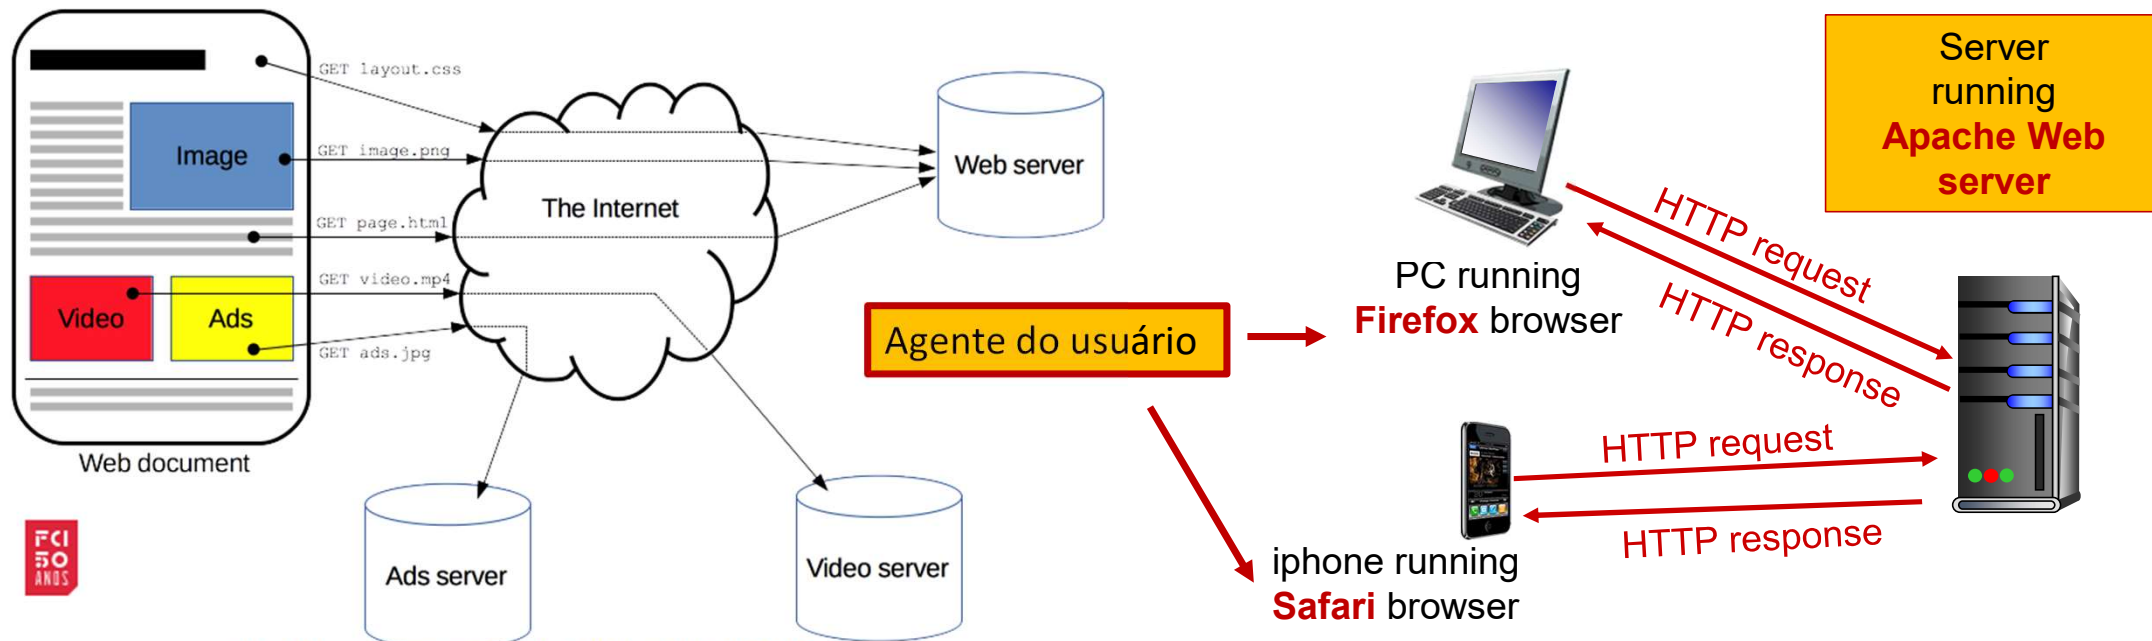 GET layout.css
Image
GET image.png
The Internet
GET page.html
GET video.mp4
Video
Ads
GET ads.jpg
Web document
Web server
Ads server
Video server
FCI
50
ANOS
Agente do usuário
PC running
Firefox browser
iphone running
Safari browser
HTTP request
HTTP response
HTTP request
HTTP response
Server
running
Apache Web
server